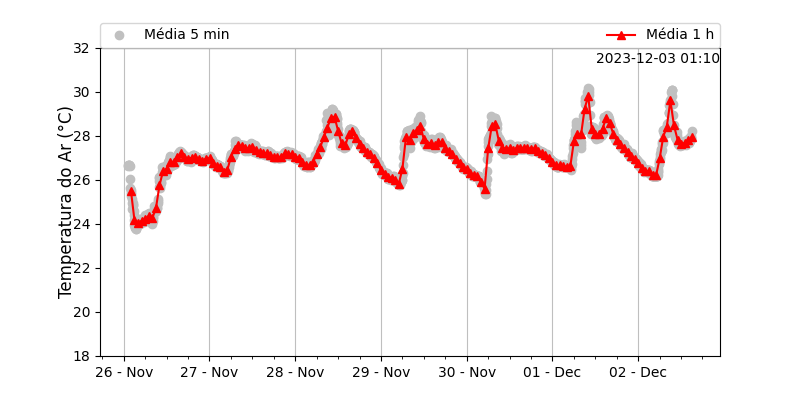 Média 5 min
Média 1 h
2023-12-03 01:10
Temperatura do Ar (°C)
32
30
28
26
24
22
20
18
26 - Nov
27 - Nov
28 - Nov
29 - Nov
30 - Nov
01 - Dec
02 - Dec